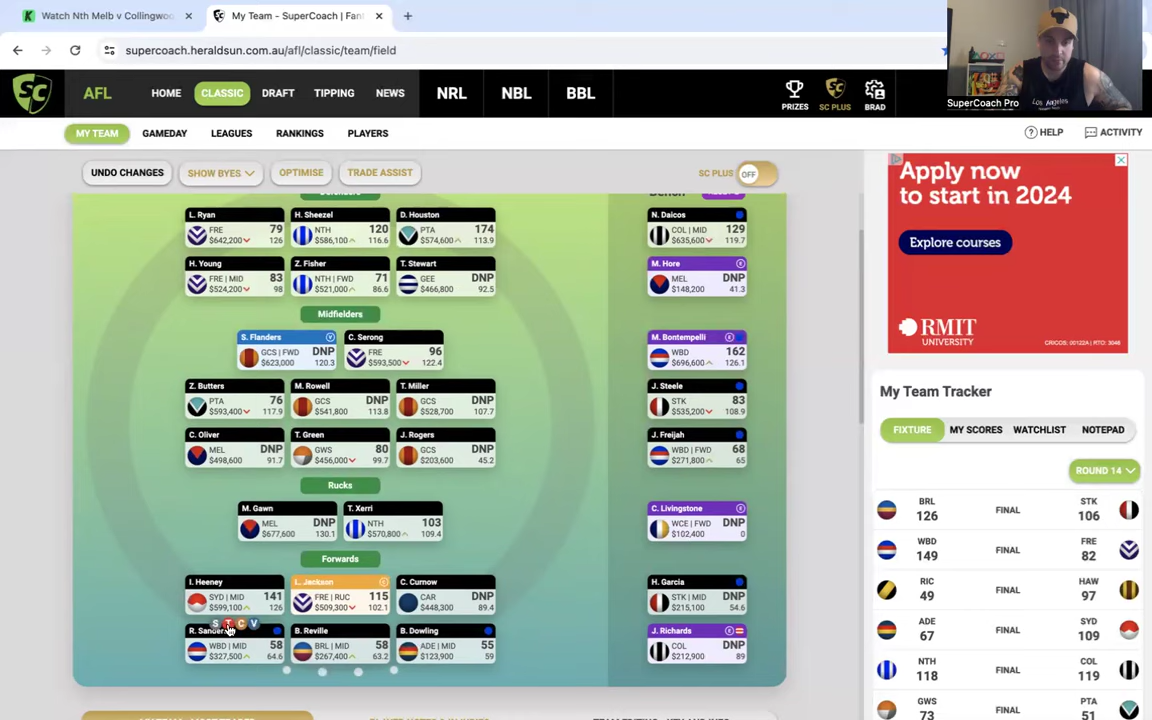 Watch Nth Melb v Collingwoo
My Team - SuperCoach | Fan
supercoach.heraldsun.com.au/afl/classic/team/field
SuperCoach Pro
SC AFL HOME CLASSIC DRAFT TIPPING NEWS NRL NBL BBL PRIZES SC PLUS BRAD
MY TEAM GAMEDAY LEAGUES RANKINGS PLAYERS HELP ACTIVITY
UNDO CHANGES SHOW BYES OPTIMISE TRADE ASSIST SC PLUS OFF
L. Ryan
FRE 79
$642,200 126
H. Sheezel
NTH 120
$586,100 116.6
D. Houston
PTA 174
$574,600 113.9
N. Daicos
COL | MID 129
$635,600 119.7
H. Young
FRE | MID 83
$524,200 98
Z. Fisher
NTH | FWD 71
$521,000 86.6
T. Stewart
GEE DNP
$466,800 92.5
M. Hore E
MEL DNP
$148,200 41.3
Midfielders
S. Flanders V
GCS | FWD DNP
$623,000 120.3
C. Serong
FRE 96
$593,500 122.4
M. Bontempelli E
WBD 162
$696,600 126.1
Z. Butters
PTA 76
$593,400 117.9
M. Rowell
GCS DNP
$541,800 113.8
T. Miller
GCS DNP
$528,700 107.7
J. Steele
STK 83
$535,200 108.9
C. Oliver
MEL DNP
$498,600 91.7
T. Green
GWS 80
$456,000 99.7
J. Rogers
GCS DNP
$203,600 45.2
J. Freijah
WBD | FWD 68
$271,800 65
Rucks
M. Gawn
MEL DNP
$677,600 130.1
T. Xerri
NTH 103
$570,800 109.4
C. Livingstone E
WCE | FWD DNP
$102,400 0
Forwards
I. Heeney
SYD | MID 141
$599,100 126
L. Jackson
FRE | RUC 115
$509,300 102.1
C. Curnow
CAR
$448,300 89.4
H. Garcia
STK | MID DNP
$215,100 54.6
S T C V
R. Sander
WBD | MID 58
$327,500 64.6
B. Reville
BRL | MID 58
$267,400 63.2
B. Dowling
ADE | MID 55
$123,900 59
J. Richards E
COL DNP
$212,900 89
Apply now
to start in 2024
Explore courses
RMIT
UNIVERSITY
My Team Tracker
FIXTURE MY SCORES WATCHLIST NOTEPAD
ROUND 14
BRL FINAL STK
126 106
WBD FINAL FRE
149 82
RIC FINAL HAW
49 97
ADE FINAL SYD
67 109
NTH FINAL COL
118 119
GWS FINAL PTA
73 51